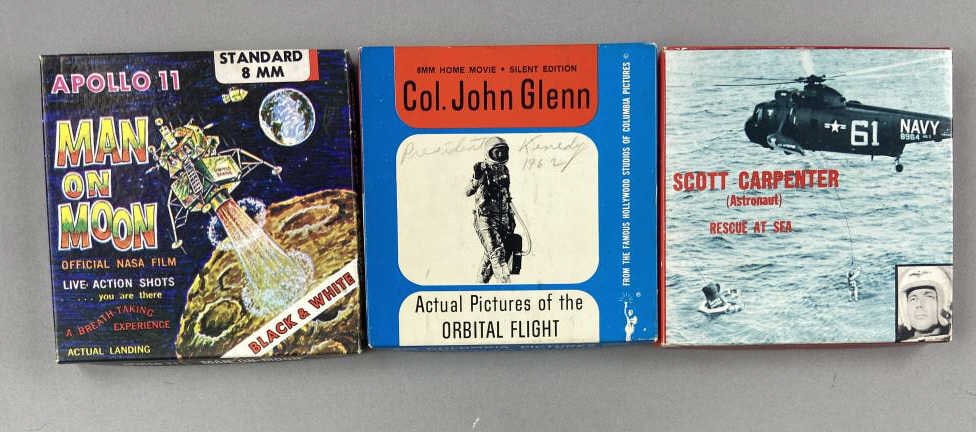 STANDARD
8 MM
APOLLO 11
MAN
ON
MOON
OFFICIAL NASA FILM
LIVE-ACTION SHOTS
... you are there
A BREATH-TAKING
EXPERIENCE
ACTUAL LANDING
BLACK & WHITE
8MM HOME MOVIE • SILENT EDITION
Col. John Glenn
President Kenedy
1962
Actual Pictures of the
ORBITAL FLIGHT
FROM THE FAMOUS HOLLYWOOD STUDIOS OF COLUMBIA PICTURES ©
COLUMBIA PICTURES
61
NAVY
8964
SCOTT CARPENTER
(Astronaut)
RESCUE AT SEA